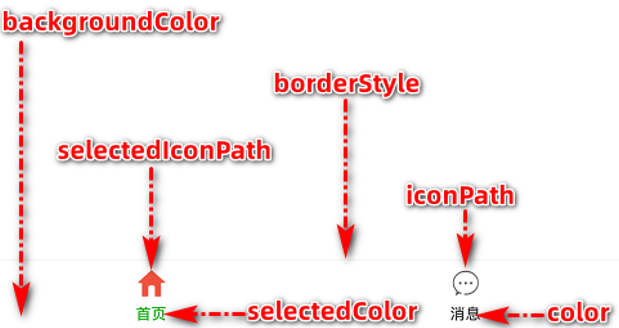 backgroundColor
borderStyle
selectedIconPath
iconPath
首页
selectedColor
消息
color